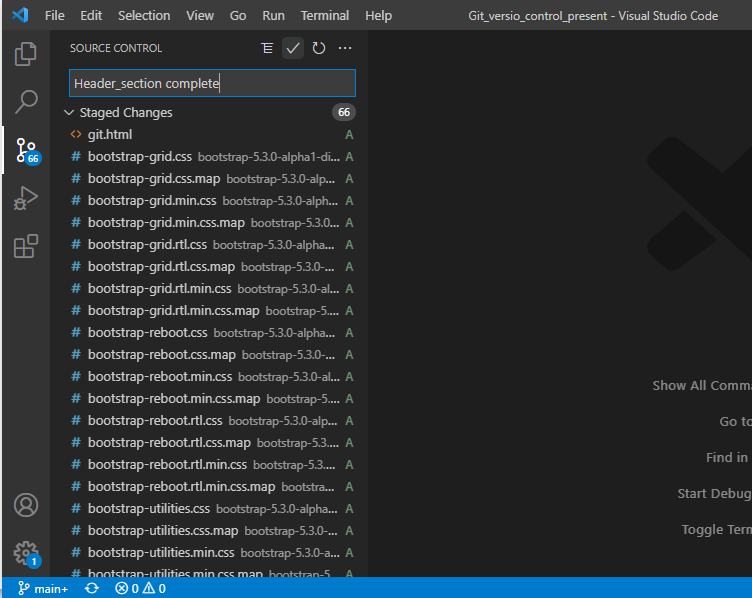 File Edit Selection View Go Run Terminal Help Git_versio_control_present - Visual Studio Code
SOURCE CONTROL
Header_section complete
Staged Changes 66
<> git.html A
# bootstrap-grid.css bootstrap-5.3.0-alpha1-di... A
# bootstrap-grid.css.map bootstrap-5.3.0-alp... A
# bootstrap-grid.min.css bootstrap-5.3.0-alph... A
# bootstrap-grid.min.css.map bootstrap-5.3.0... A
# bootstrap-grid.rtl.css bootstrap-5.3.0-alpha... A
# bootstrap-grid.rtl.css.map bootstrap-5.3.0-... A
# bootstrap-grid.rtl.min.css bootstrap-5.3.0-al... A
# bootstrap-grid.rtl.min.css.map bootstrap-5.... A
# bootstrap-reboot.css bootstrap-5.3.0-alpha... A
# bootstrap-reboot.css.map bootstrap-5.3.0-... A
# bootstrap-reboot.min.css bootstrap-5.3.0-al... A
# bootstrap-reboot.min.css.map bootstrap-5.... A
# bootstrap-reboot.rtl.css bootstrap-5.3.0-alp... A
# bootstrap-reboot.rtl.css.map bootstrap-5.3.... A
# bootstrap-reboot.rtl.min.css bootstrap-5.3.... A
# bootstrap-reboot.rtl.min.css.map bootstra... A
# bootstrap-utilities.css bootstrap-5.3.0-alpha... A
# bootstrap-utilities.css.map bootstrap-5.3.0-... A
# bootstrap-utilities.min.css bootstrap-5.3.0-a... A
# bootstrap-utilities.min.css.map bootstrap-5... A
66
1
Show All Comma
Go to
Find in
Start Debug
Toggle Term
main+ 0 0